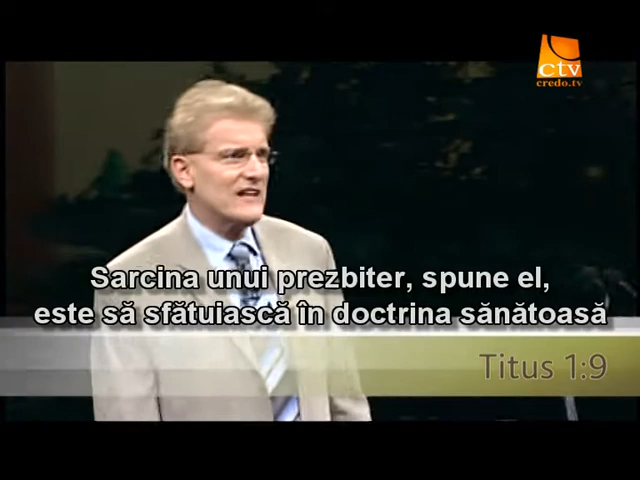 ctv
credo.tv
Sarcina unui prezbiter, spune el,
este să sfătuiască în doctrina sănătoasă
Titus 1:9